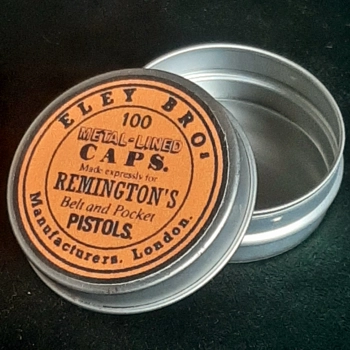 ELEY BROS
100
METAL-LINED
CAPS.
Made expressly for
REMINGTON'S
Belt and Pocket
PISTOLS.
Manufacturers. London.